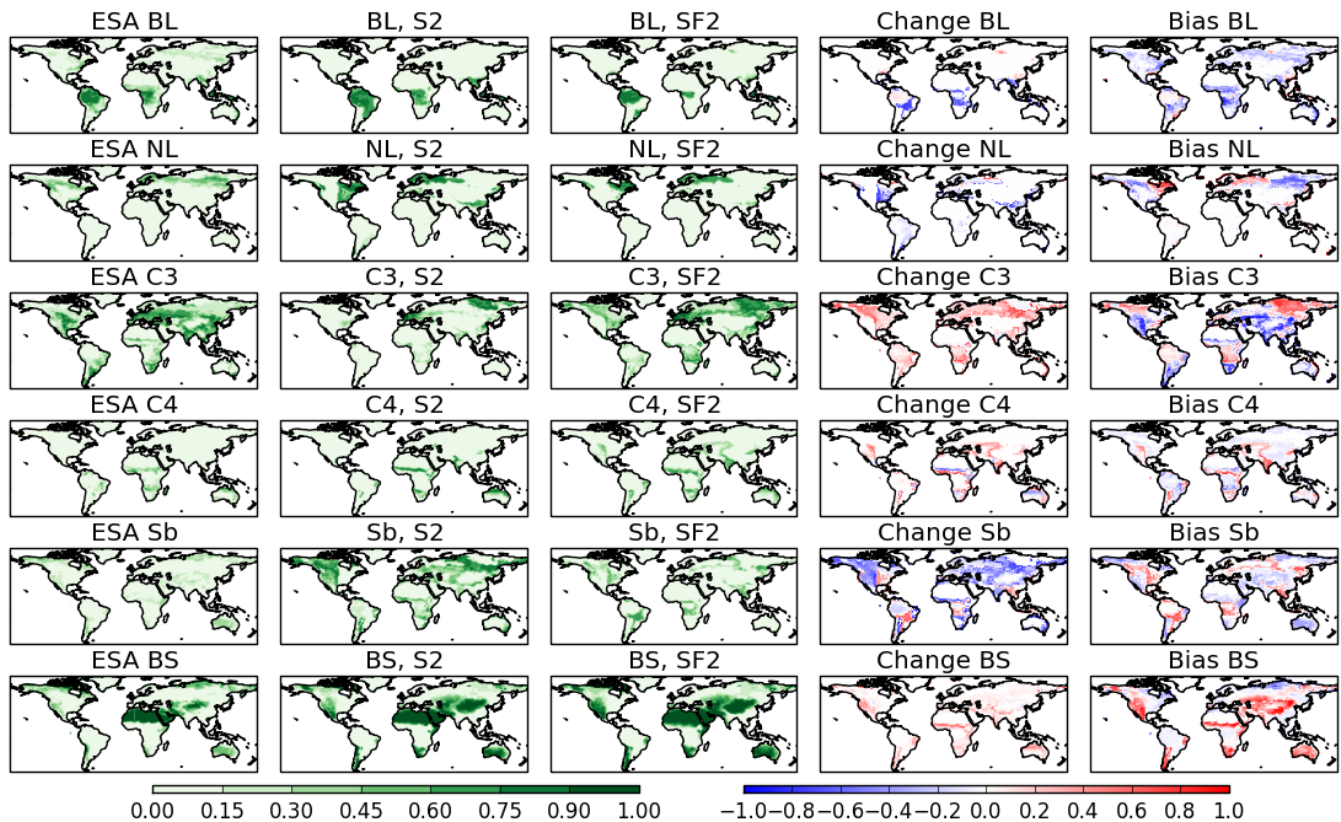 ESA BL BL, S2 BL, SF2 Change BL Bias BL
ESA NL NL, S2 NL, SF2 Change NL Bias NL
ESA C3 C3, S2 C3, SF2 Change C3 Bias C3
ESA C4 C4, S2 C4, SF2 Change C4 Bias C4
ESA Sb Sb, S2 Sb, SF2 Change Sb Bias Sb
ESA BS BS, S2 BS, SF2 Change BS Bias BS
0.00 0.15 0.30 0.45 0.60 0.75 0.90 1.00 −1.0−0.8−0.6−0.4−0.2 0.0 0.2 0.4 0.6 0.8 1.0